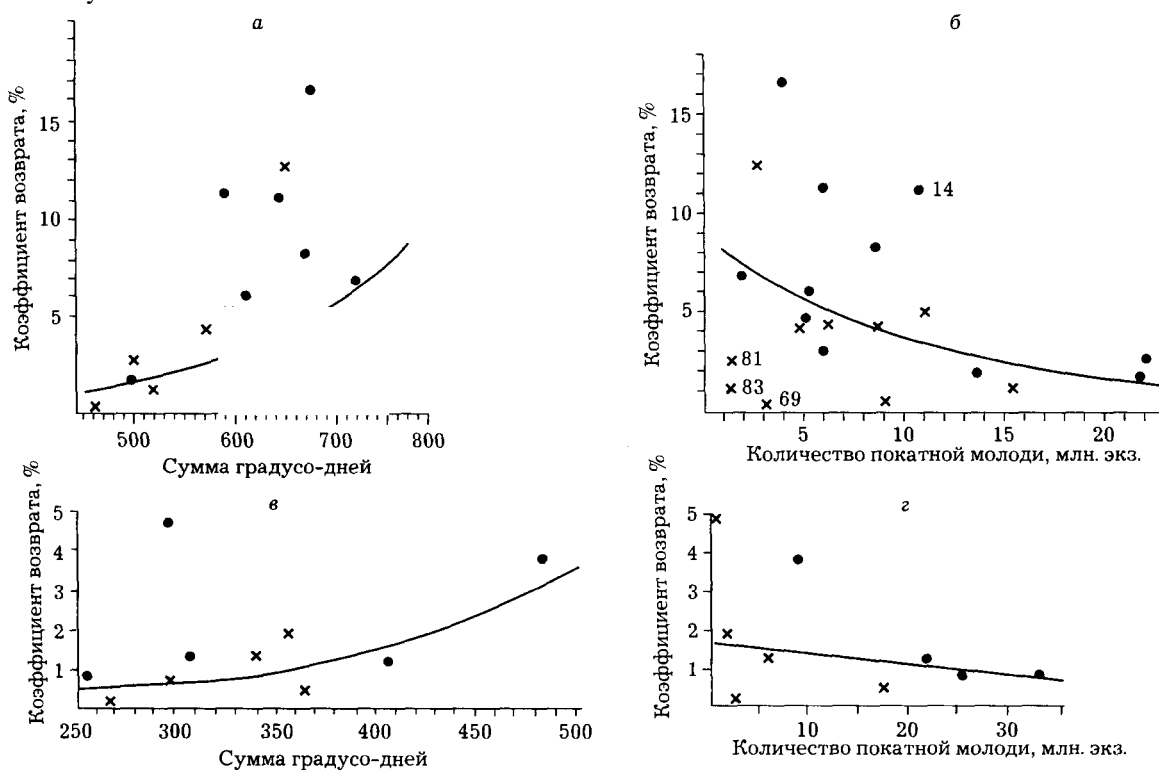 а
Коэффициент возврата, %
15
10
5
500 600 700 800
Сумма градусо-дней
б
Коэффициент возврата, %
15
10
5
14
81
83
69
5 10 15 20
Количество покатной молоди, млн. экз.
в
Коэффициент возврата, %
5
4
3
2
1
250 300 350 400 450 500
Сумма градусо-дней
г
Коэффициент возврата, %
5
4
3
2
1
10 20 30
Количество покатной молоди, млн. экз.